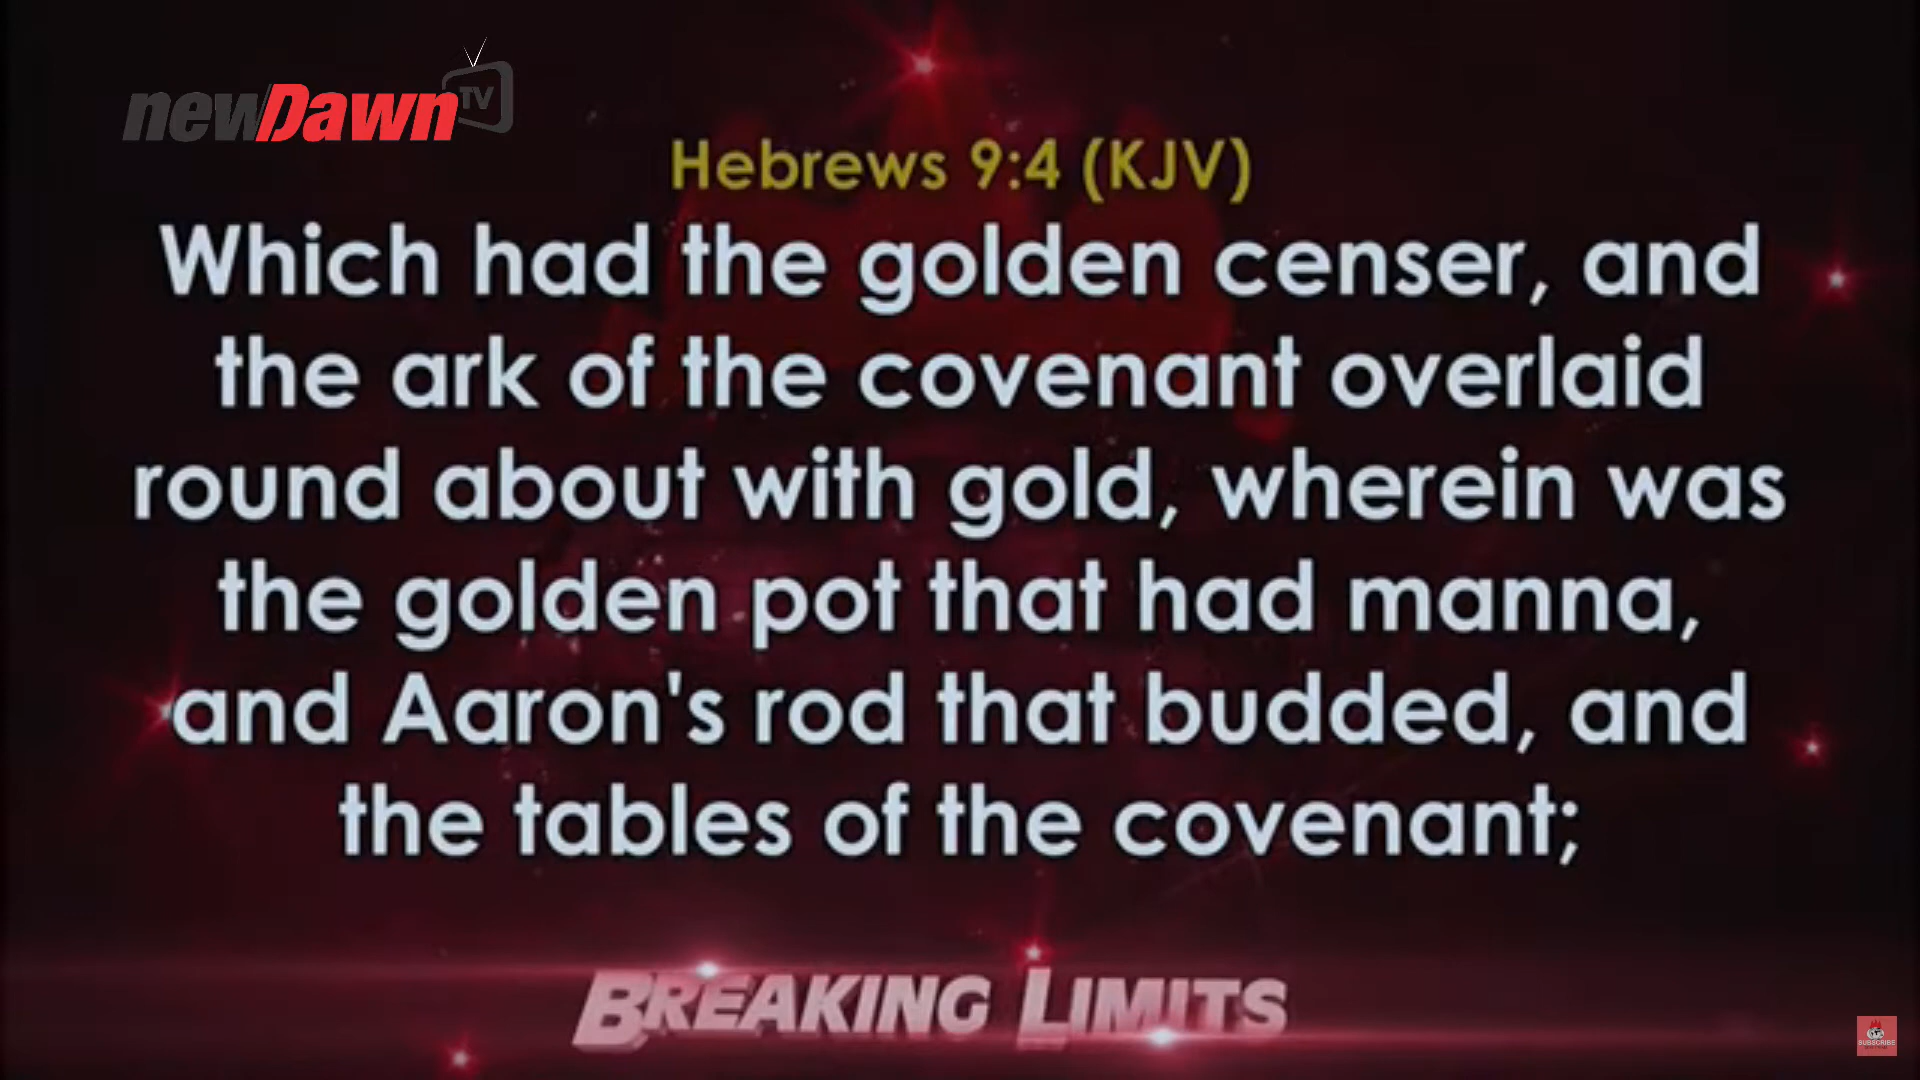 newDawn TV
Hebrews 9:4 (KJV)
Which had the golden censer, and
the ark of the covenant overlaid
round about with gold, wherein was
the golden pot that had manna,
and Aaron's rod that budded, and
the tables of the covenant;
BREAKING LIMITS
SUBSCRIBE